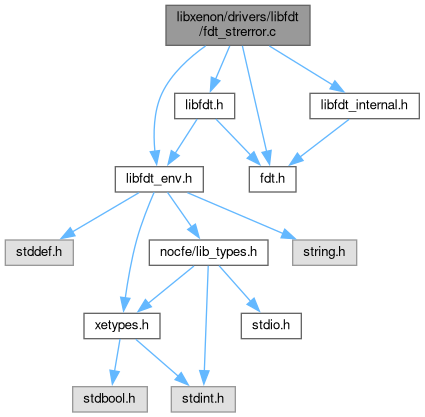 libxenon/drivers/libfdt
/fdt_strerror.c
libfdt.h
libfdt_internal.h
libfdt_env.h
fdt.h
stddef.h
nocfe/lib_types.h
string.h
xetypes.h
stdio.h
stdbool.h
stdint.h